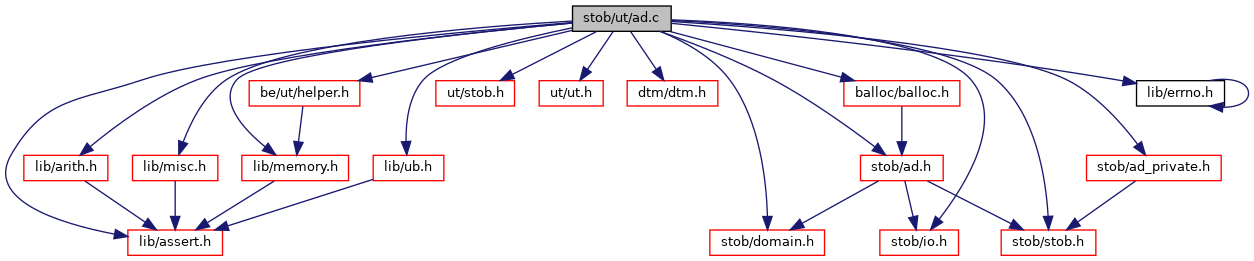 stob/ut/ad.c
be/ut/helper.h
ut/stob.h
ut/ut.h
dtm/dtm.h
balloc/balloc.h
lib/errno.h
lib/arith.h
lib/misc.h
lib/memory.h
lib/ub.h
stob/ad.h
stob/ad_private.h
lib/assert.h
stob/domain.h
stob/io.h
stob/stob.h